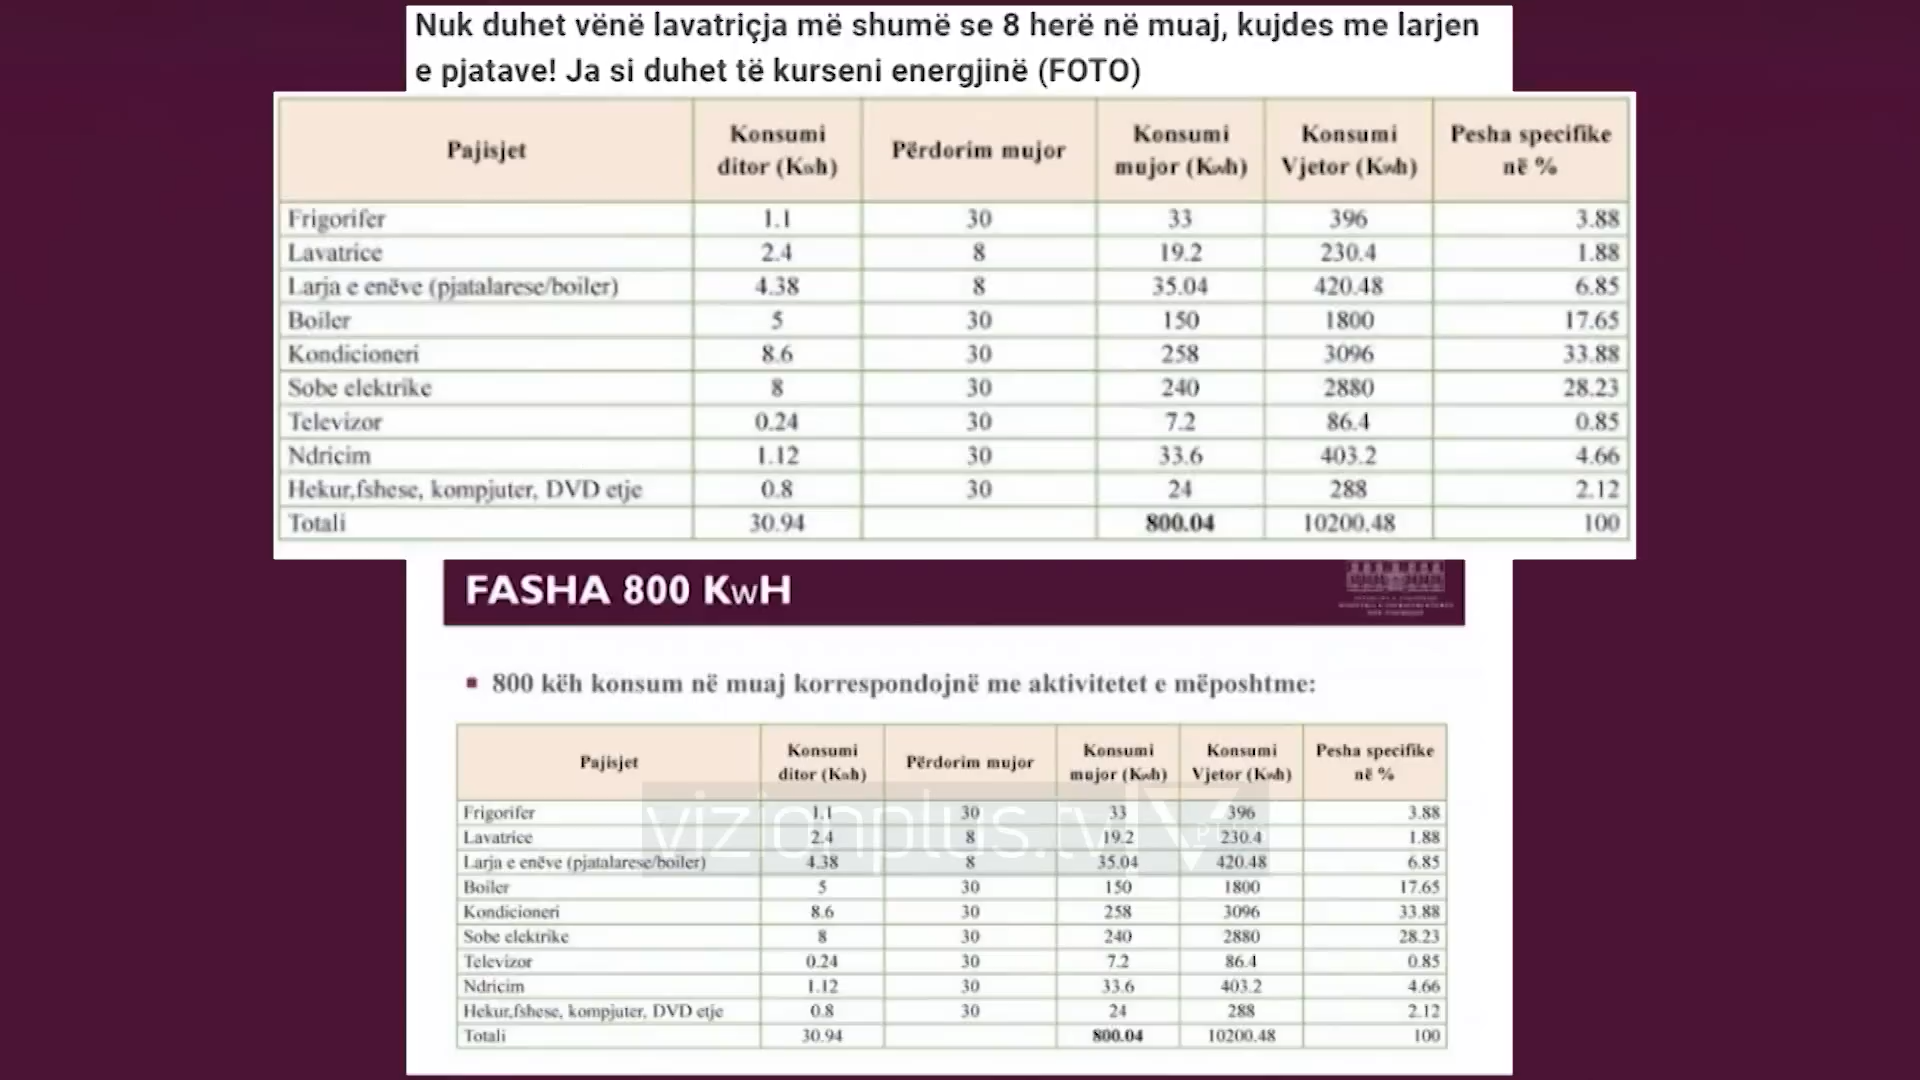 Nuk duhet vënë lavatriçja më shumë se 8 herë në muaj, kujdes me larjen
e pjatave! Ja si duhet të kurseni energjinë (FOTO)
Pajisjet Konsumi ditor (Kwh) Përdorim mujor Konsumi mujor (Kwh) Konsumi Vjetor (Kwh) Pesha specifike në %
Frigorifer 1.1 30 33 396 3.88
Lavatrice 2.4 8 19.2 230.4 1.88
Larja e enëve (pjatalarese/boiler) 4.38 8 35.04 420.48 6.85
Boiler 5 30 150 1800 17.65
Kondicioneri 8.6 30 258 3096 33.88
Sobe elektrike 8 30 240 2880 28.23
Televizor 0.24 30 7.2 86.4 0.85
Ndricim 1.12 30 33.6 403.2 4.66
Hekur,fshese, kompjuter, DVD etje 0.8 30 24 288 2.12
Totali 30.94 800.04 10200.48 100
FASHA 800 KwH
▪ 800 këh konsum në muaj korrespondojnë me aktivitetet e mëposhtme:
Pajisjet Konsumi ditor (Kwh) Përdorim mujor Konsumi mujor (Kwh) Konsumi Vjetor (Kwh) Pesha specifike në %
Frigorifer 1.1 30 33 396 3.88
Lavatrice 2.4 8 19.2 230.4 1.88
Larja e enëve (pjatalarese/boiler) 4.38 8 35.04 420.48 6.85
Boiler 5 30 150 1800 17.65
Kondicioneri 8.6 30 258 3096 33.88
Sobe elektrike 8 30 240 2880 28.23
Televizor 0.24 30 7.2 86.4 0.85
Ndricim 1.12 30 33.6 403.2 4.66
Hekur,fshese, kompjuter, DVD etje 0.8 30 24 288 2.12
Totali 30.94 800.04 10200.48 100
vizionplus.tv